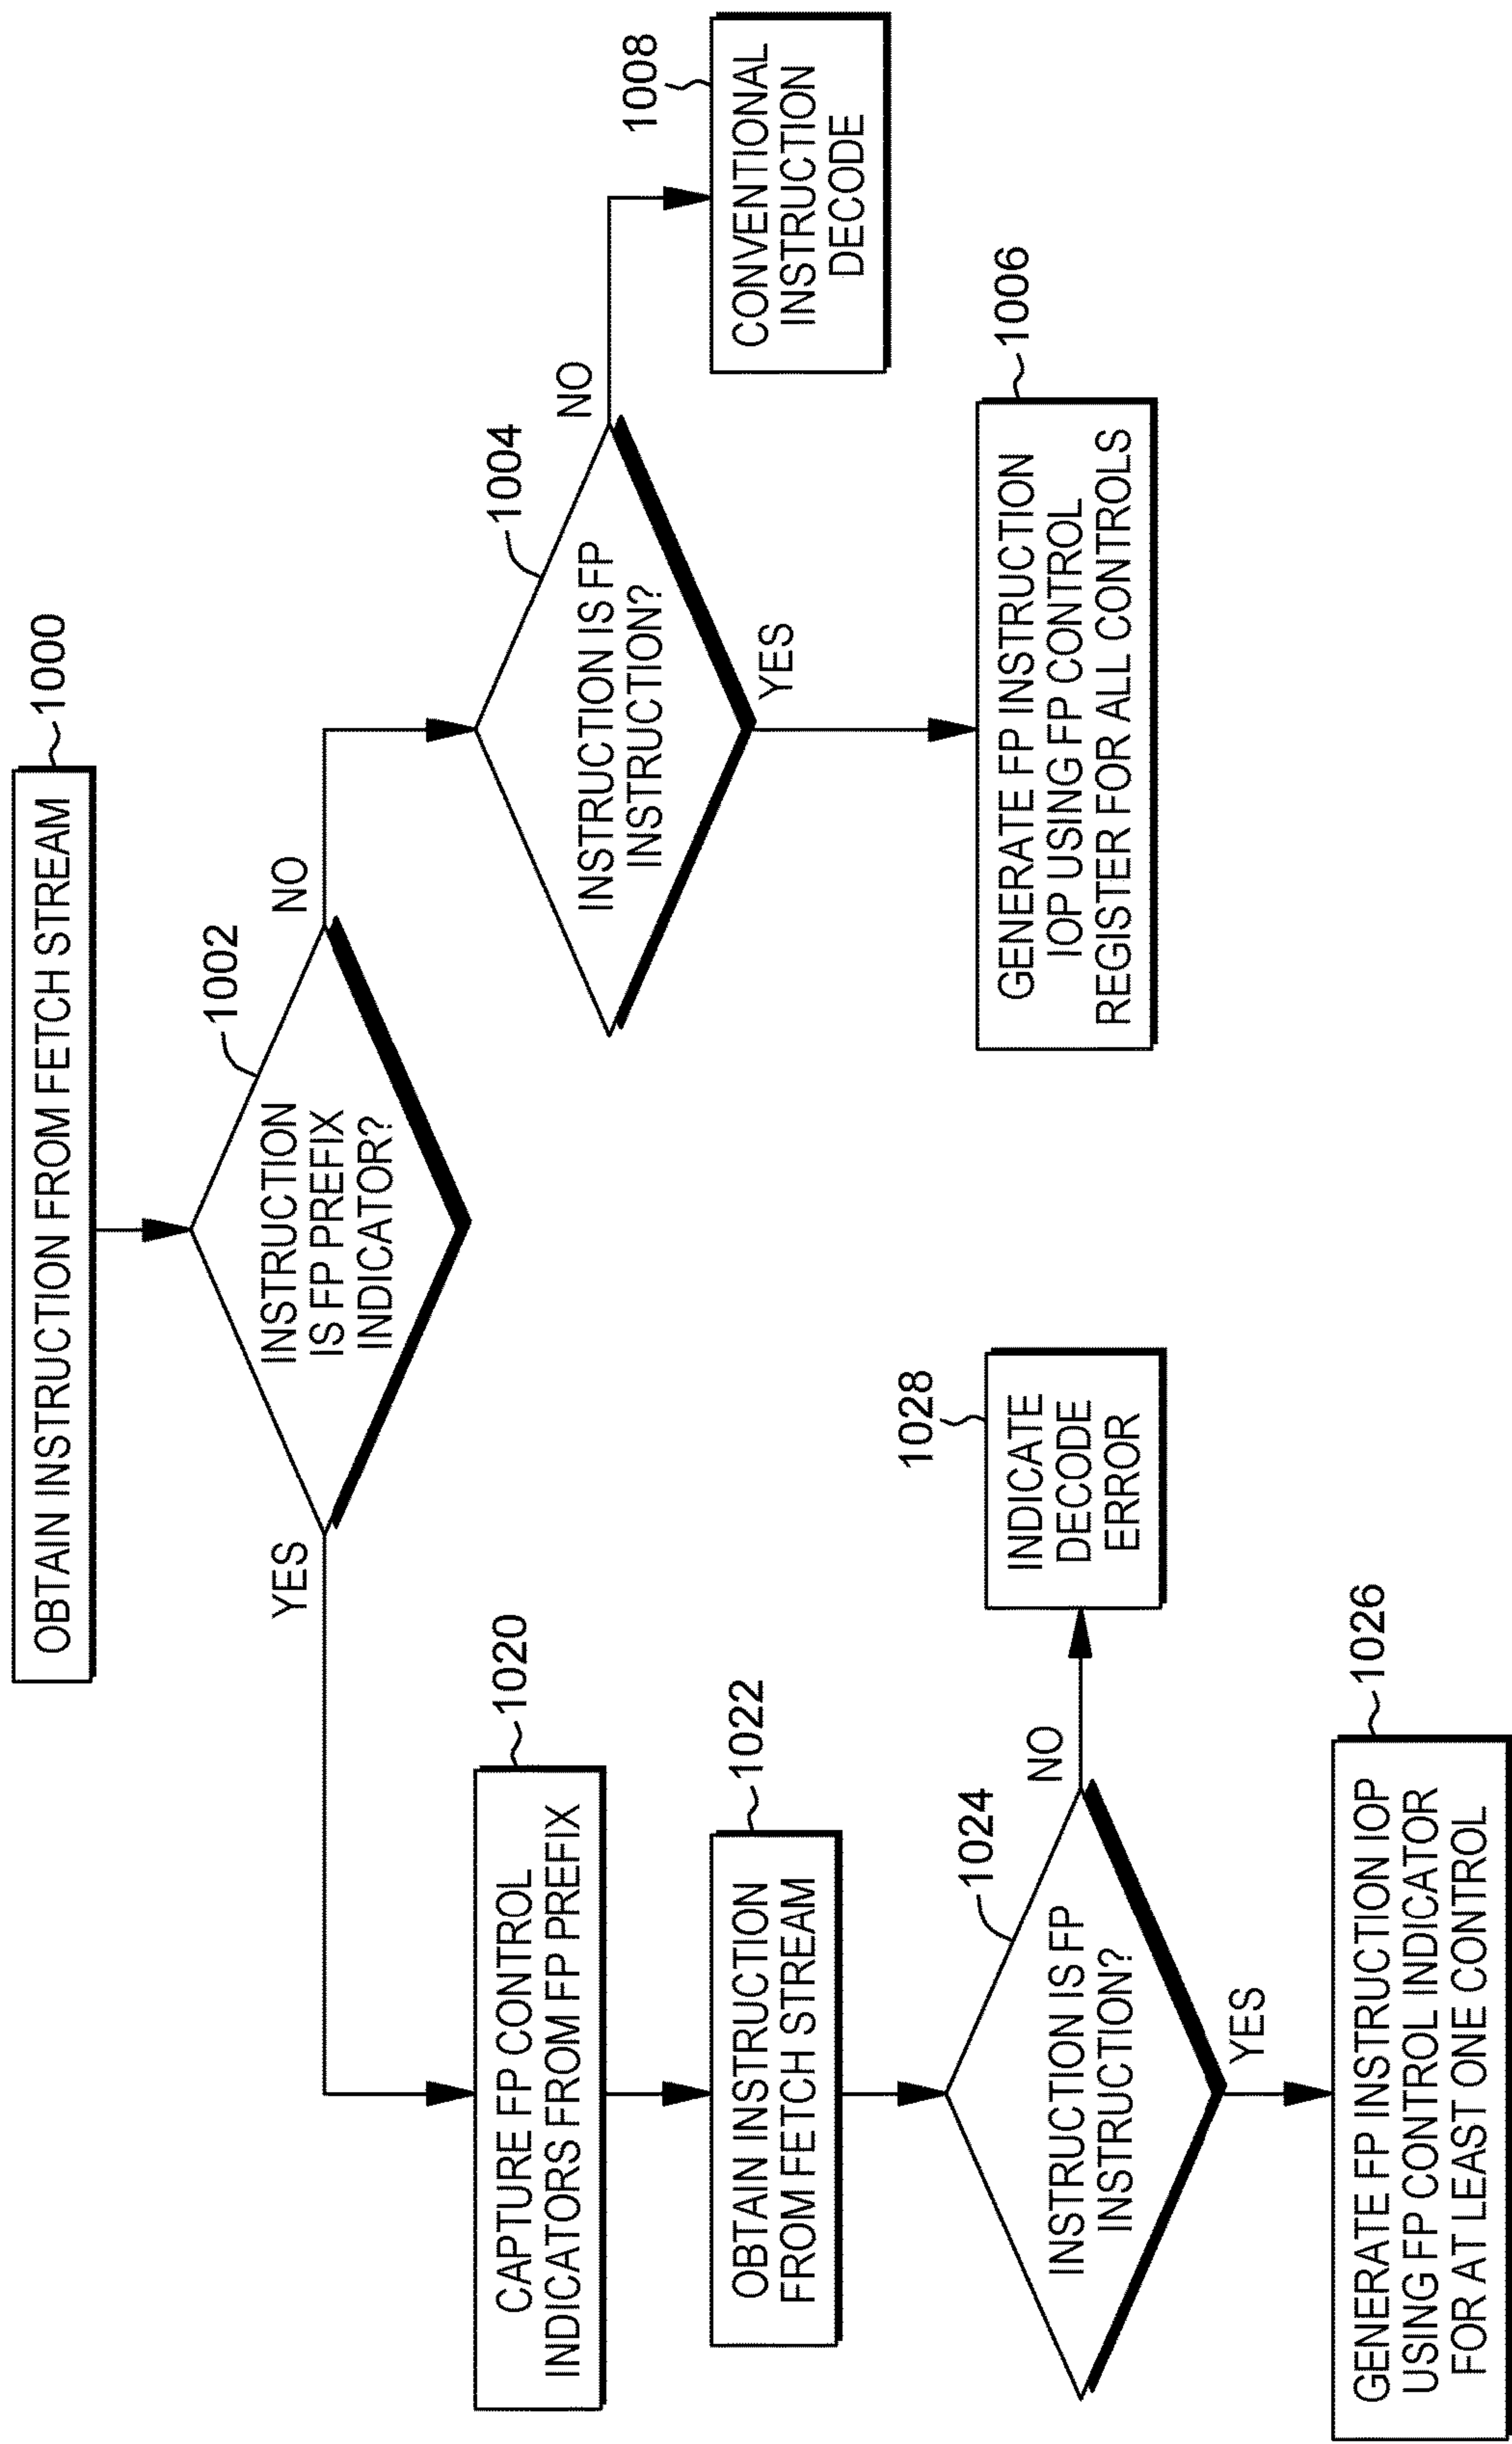 OBTAIN INSTRUCTION FROM FETCH STREAM
1000
INSTRUCTION
IS FP PREFIX
INDICATOR?
1002
YES
NO
CAPTURE FP CONTROL
INDICATORS FROM FP PREFIX
1020
OBTAIN INSTRUCTION
FROM FETCH STREAM
1022
INSTRUCTION IS FP
INSTRUCTION?
1024
NO
INDICATE
DECODE
ERROR
1028
YES
GENERATE FP INSTRUCTION IOP
USING FP CONTROL INDICATOR
FOR AT LEAST ONE CONTROL
1026
INSTRUCTION IS FP
INSTRUCTION?
1004
NO
CONVENTIONAL
INSTRUCTION
DECODE
1008
YES
GENERATE FP INSTRUCTION
IOP USING FP CONTROL
REGISTER FOR ALL CONTROLS
1006